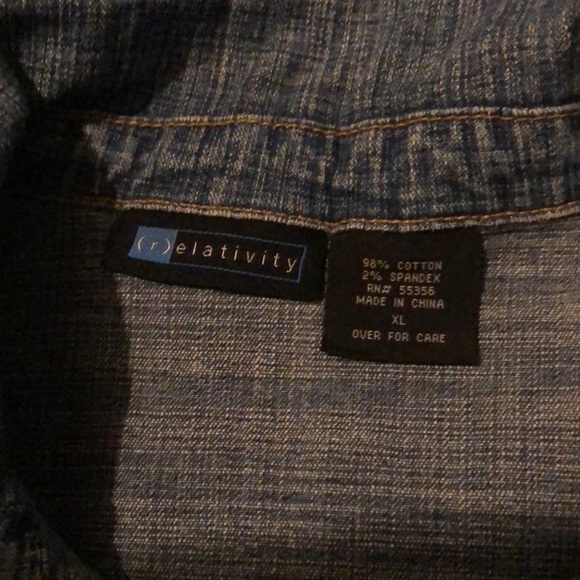 (r)elativity
98% COTTON
2% SPANDEX
RN# 55356
MADE IN CHINA
XL
OVER FOR CARE